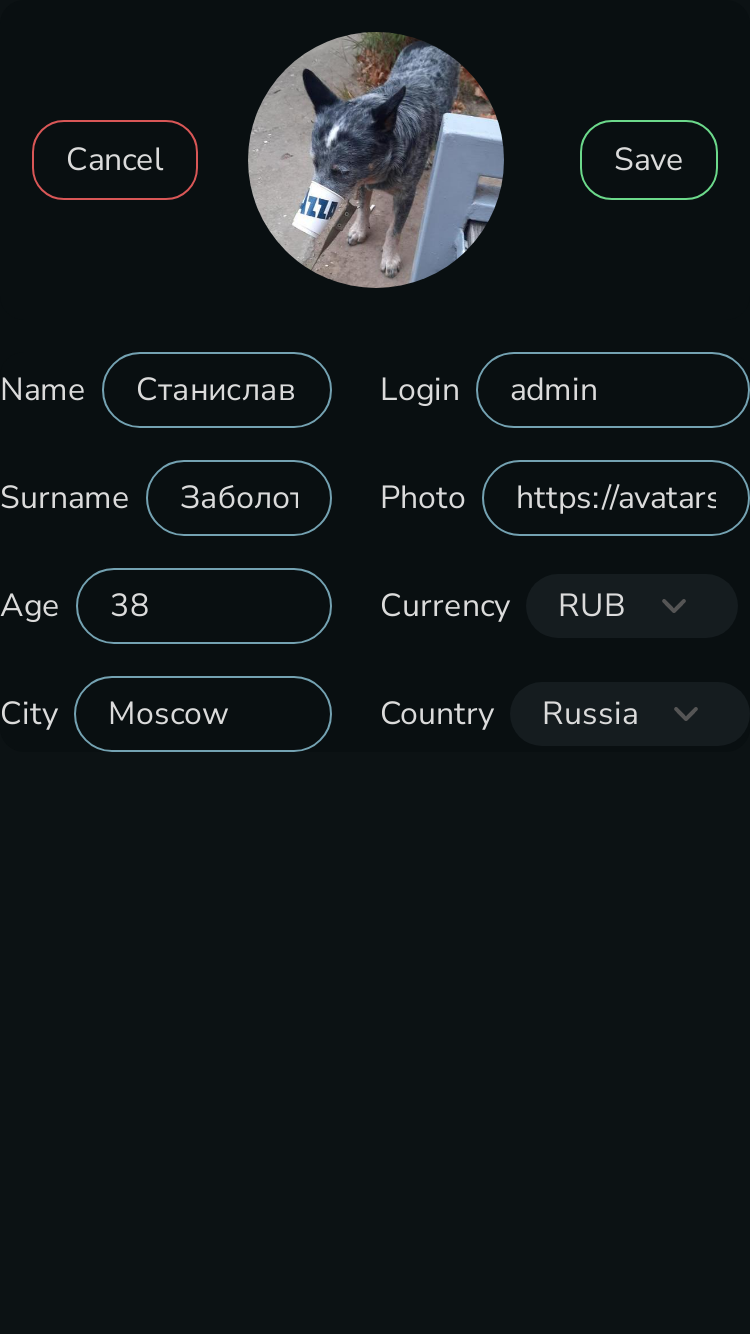 Cancel
Save
Name Станислав Login admin
Surname Заболот Photo https://avatars
Age 38 Currency RUB
City Moscow Country Russia